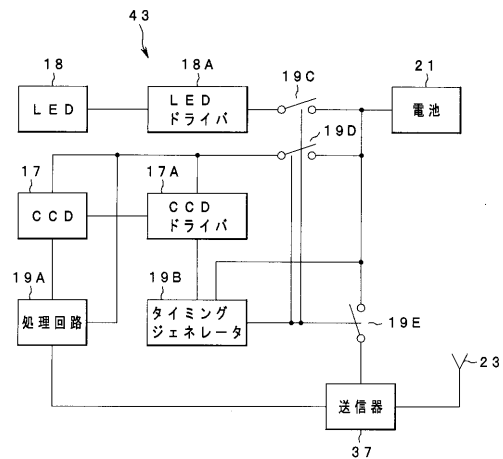 43
18
18A
19C
21
LED
LED
ドライバ
電池
19D
17
17A
CCD
CCD
ドライバ
19A
19B
処理回路
タイミング
ジェネレータ
19E
送信器
23
37